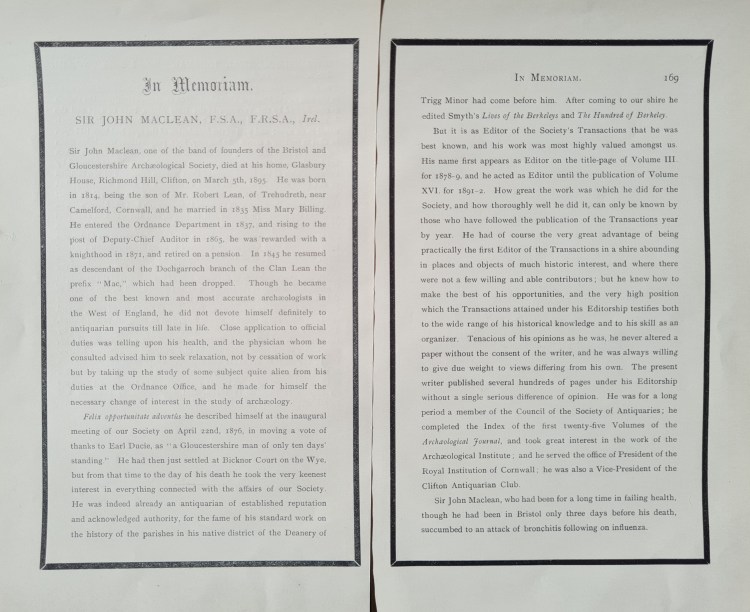 In Memoriam.
SIR JOHN MACLEAN, F.S.A., F.R.S.A., Irel.
Sir John Maclean, one of the band of founders of the Bristol and
Gloucestershire Archæological Society, died at his home, Glasbury
House, Richmond Hill, Clifton, on March 5th, 1895. He was born
in 1814, being the son of Mr. Robert Lean, of Trehudreth, near
Camelford, Cornwall, and he married in 1835 Miss Mary Billing.
He entered the Ordnance Department in 1837, and rising to the
post of Deputy-Chief Auditor in 1865, he was rewarded with a
knighthood in 1871, and retired on a pension. In 1843 he resumed
as descendant of the Dochgarroch branch of the Clan Lean the
prefix "Mac," which had been dropped. Though he became
one of the best known and most accurate archæologists in
the West of England, he did not devote himself definitely to
antiquarian pursuits till late in life. Close application to official
duties was telling upon his health, and the physician whom he
consulted advised him to seek relaxation, not by cessation of work
but by taking up the study of some subject quite alien from his
duties at the Ordnance Office, and he made for himself the
necessary change of interest in the study of archæology.
Felix opportunitate adventûs he described himself at the inaugural
meeting of our Society on April 22nd, 1876, in moving a vote of
thanks to Earl Ducie, as "a Gloucestershire man of only ten days'
standing." He had then just settled at Bicknor Court on the Wye,
but from that time to the day of his death he took the very keenest
interest in everything connected with the affairs of our Society.
He was indeed already an antiquarian of established reputation
and acknowledged authority, for the fame of his standard work on
the history of the parishes in his native district of the Deanery of
IN MEMORIAM. 169
Trigg Minor had come before him. After coming to our shire he
edited Smyth's Lives of the Berkeleys and The Hundred of Berkeley.
But it is as Editor of the Society's Transactions that he was
best known, and his work was most highly valued amongst us.
His name first appears as Editor on the title-page of Volume III.
for 1878-9, and he acted as Editor until the publication of Volume
XVI. for 1891-2. How great the work was which he did for the
Society, and how thoroughly well he did it, can only be known by
those who have followed the publication of the Transactions year
by year. He had of course the very great advantage of being
practically the first Editor of the Transactions in a shire abounding
in places and objects of much historic interest, and where there
were not a few willing and able contributors; but he knew how to
make the best of his opportunities, and the very high position
which the Transactions attained under his Editorship testifies both
to the wide range of his historical knowledge and to his skill as an
organizer. Tenacious of his opinions as he was, he never altered a
paper without the consent of the writer, and he was always willing
to give due weight to views differing from his own. The present
writer published several hundreds of pages under his Editorship
without a single serious difference of opinion. He was for a long
period a member of the Council of the Society of Antiquaries; he
completed the Index of the first twenty-five Volumes of the
Archæological Journal, and took great interest in the work of the
Archæological Institute; and he served the office of President of the
Royal Institution of Cornwall; he was also a Vice-President of the
Clifton Antiquarian Club.
Sir John Maclean, who had been for a long time in failing health,
though he had been in Bristol only three days before his death,
succumbed to an attack of bronchitis following on influenza.